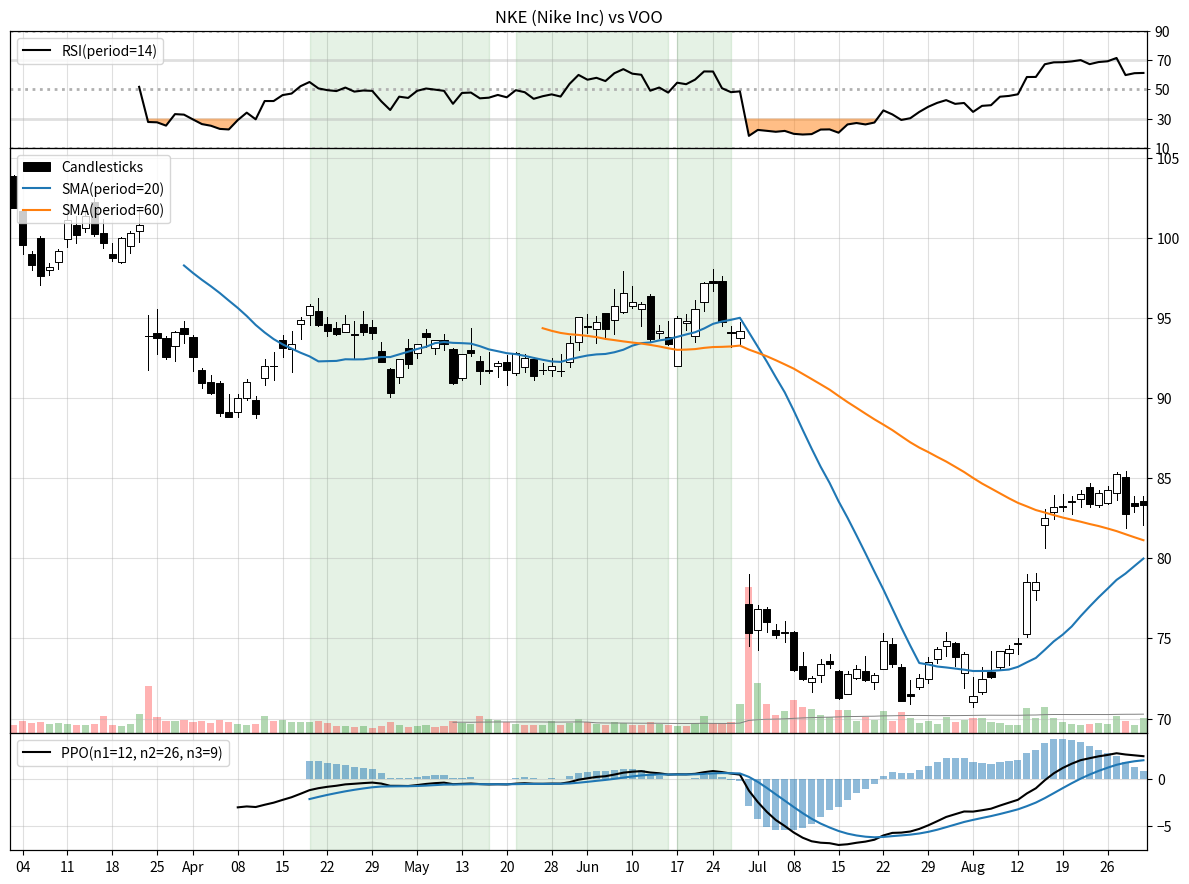 NKE (Nike Inc) vs VOO
RSI(period=14)
90
70
50
30
10
Candlesticks
SMA(period=20)
SMA(period=60)
105
100
95
90
85
80
75
70
PPO(n1=12, n2=26, n3=9)
0
−5
04 11 18 25 Apr 08 15 22 29 May 13 20 28 Jun 10 17 24 Jul 08 15 22 29 Aug 12 19 26